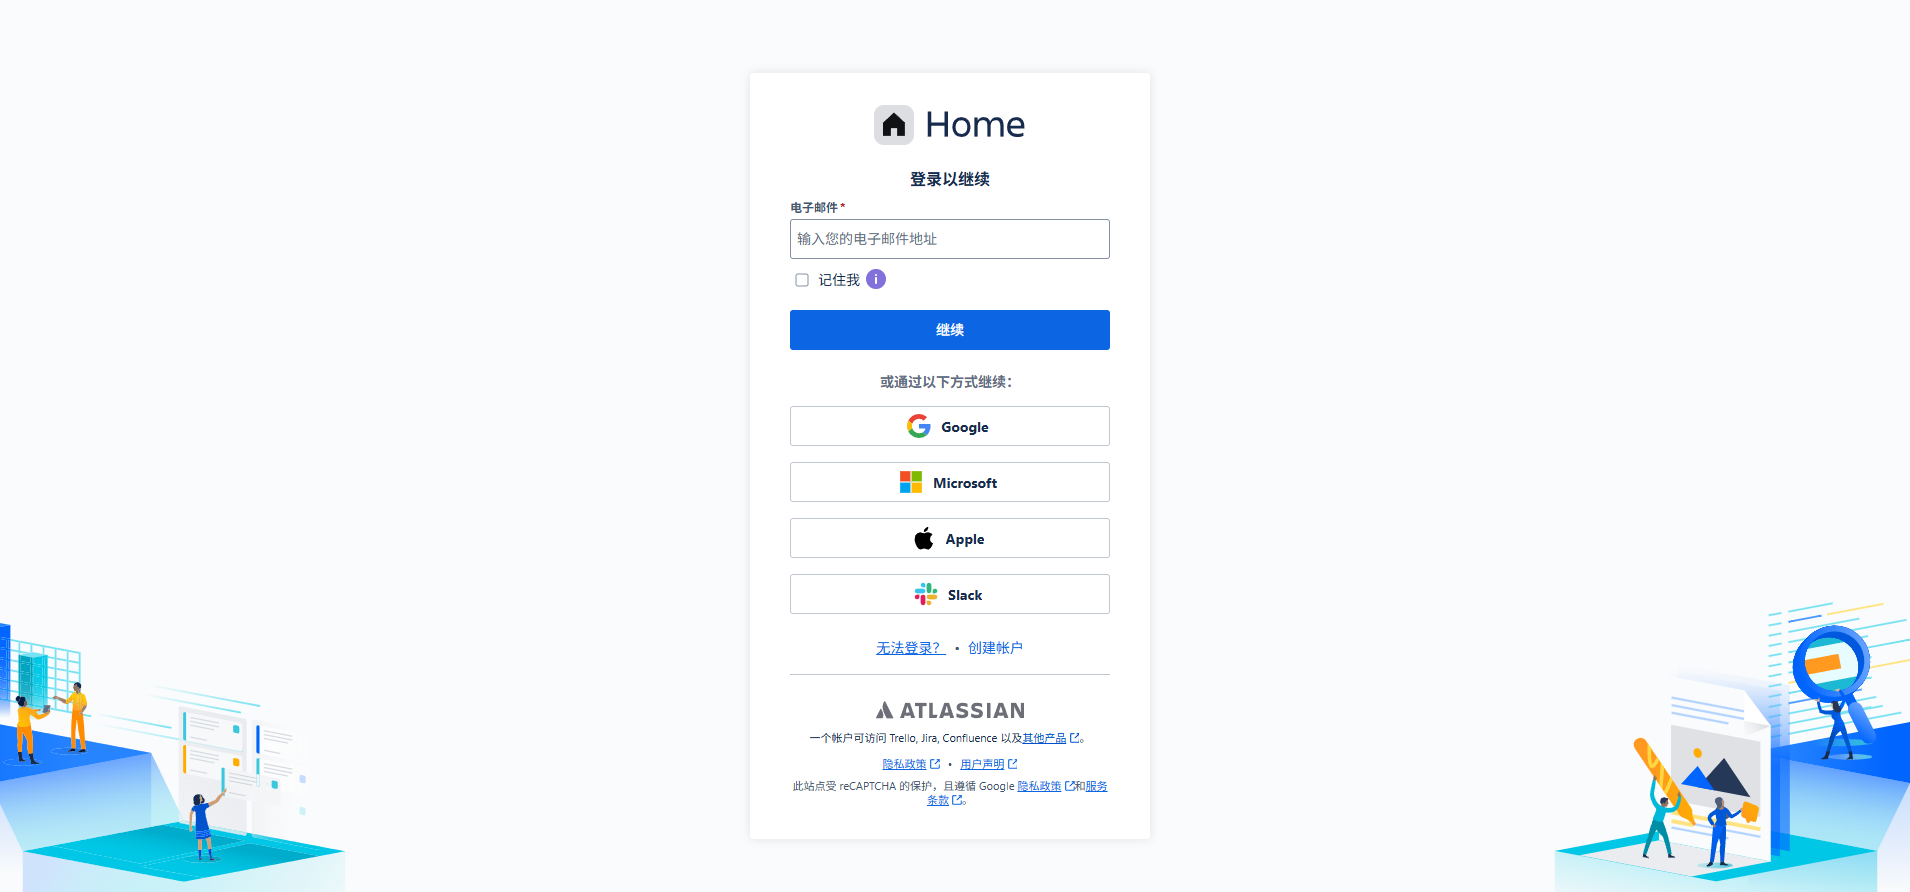 Home
登录以继续
电子邮件*
输入您的电子邮件地址
记住我
继续
或通过以下方式继续：
Google
Microsoft
Apple
Slack
无法登录？ • 创建帐户
ATLASSIAN
一个帐户可访问 Trello, Jira, Confluence 以及其他产品。
隐私政策 • 用户声明
此站点受 reCAPTCHA 的保护，且遵循 Google 隐私政策和服务
条款。